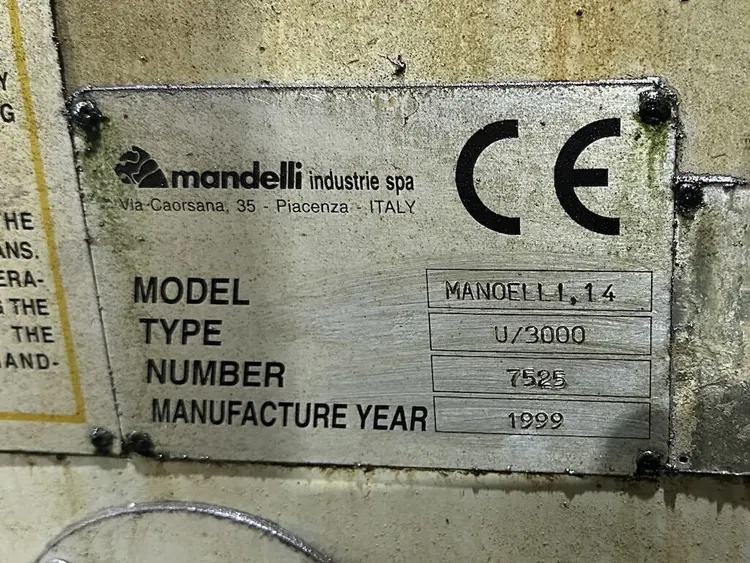 Y
G
HE
ANS.
ERA-
G THE
THE
AND-
mandelli industrie spa
Via Caorsana, 35 - Piacenza - ITALY
CE
MODEL MANOELLI.14
TYPE U/3000
NUMBER 7525
MANUFACTURE YEAR 1999